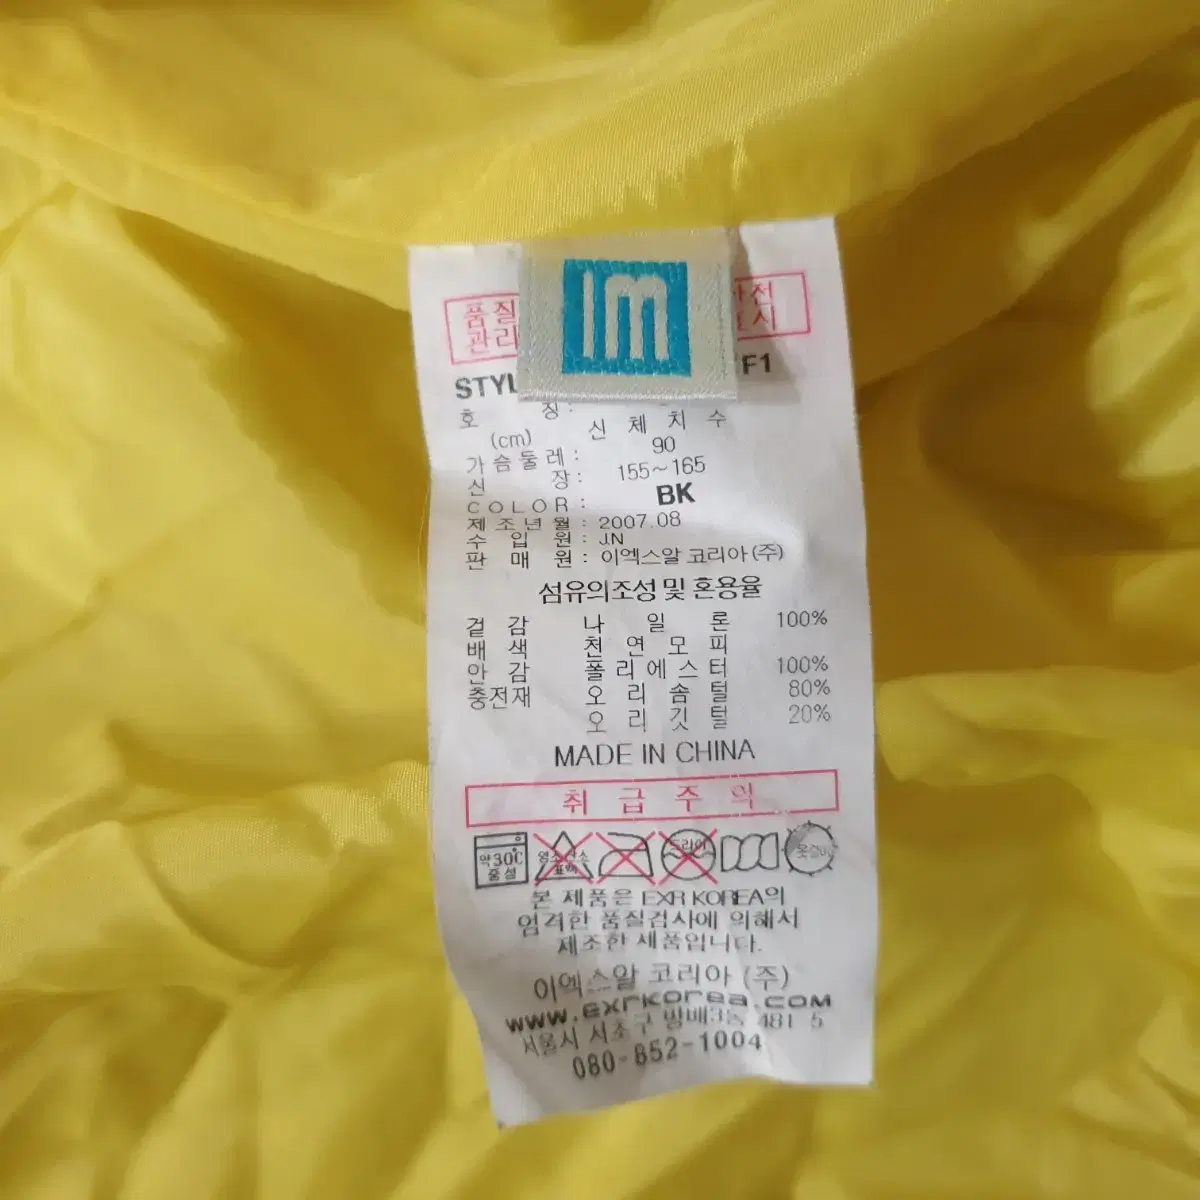 품질
관리
F1
호 칭 :
신 체 치 수
(cm)
가 슴 둘 레 : 90
신 장 : 155~165
COLOR : BK
제 조 년 월 : 2007.08
수 입 원 : J.N
판 매 원 : 이엑스알 코리아 (주)
섬유의조성 및 혼용율
겉 감 나 일 론 100%
배 색 천 연 모 피
안 감 폴 리 에 스 터 100%
충전재 오 리 솜 털 80%
오 리 깃 털 20%
MADE IN CHINA
취 급 주 의
약30℃
중성
드라이
본 제품은 EXR KOREA의
엄격한 품질검사에 의해서
제조한 제품입니다.
이엑스알 코리아 (주)
www.exrkorea.com
서울시 서초구 방배3동 481-5
080-852-1004